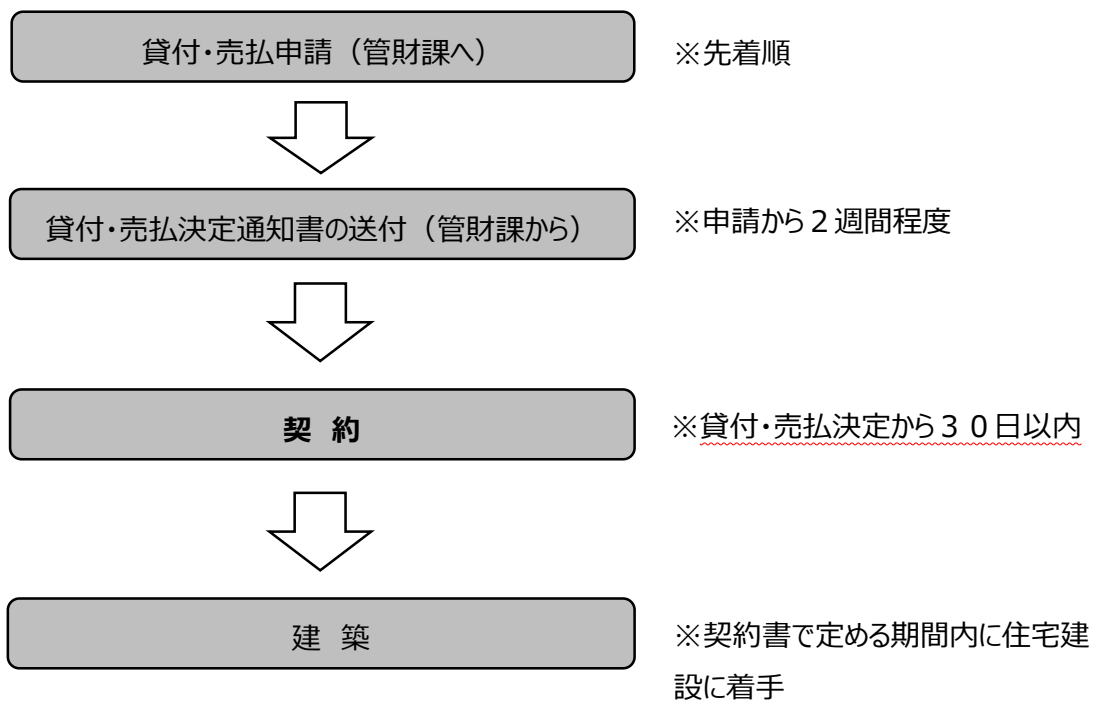 貸付・売払申請（管財課へ）
※先着順
貸付・売払決定通知書の送付（管財課から）
※申請から２週間程度
契 約
※貸付・売払決定から３０日以内
建 築
※契約書で定める期間内に住宅建
設に着手